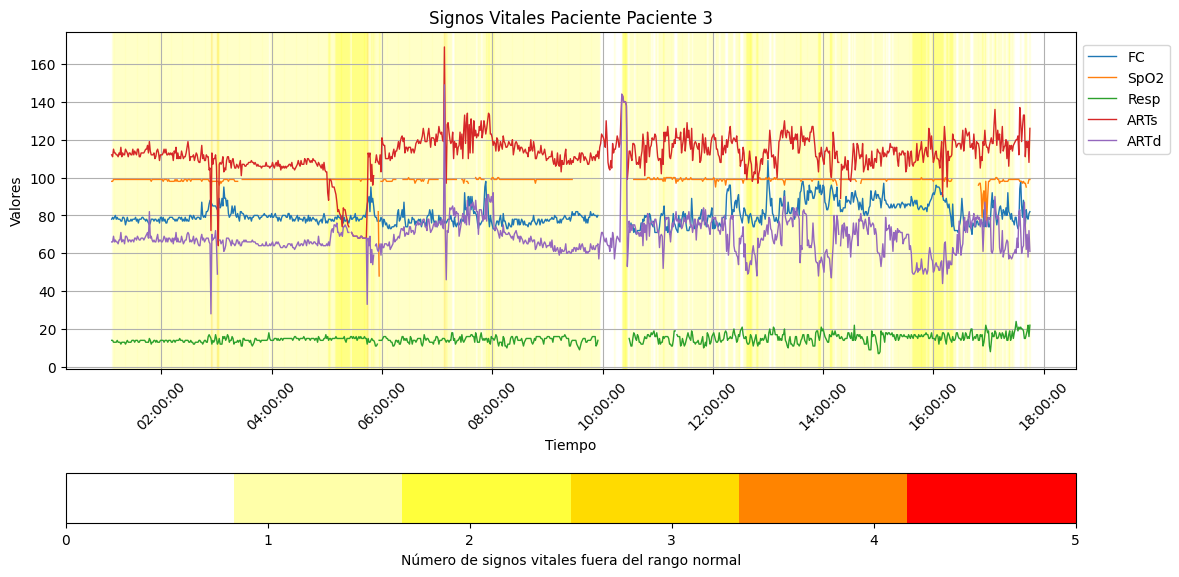 Signos Vitales Paciente Paciente 3
FC
SpO2
Resp
ARTs
ARTd
Valores
160
140
120
100
80
60
40
20
0
02:00:00
04:00:00
06:00:00
08:00:00
10:00:00
12:00:00
14:00:00
16:00:00
18:00:00
Tiempo
0
1
2
3
4
5
Número de signos vitales fuera del rango normal